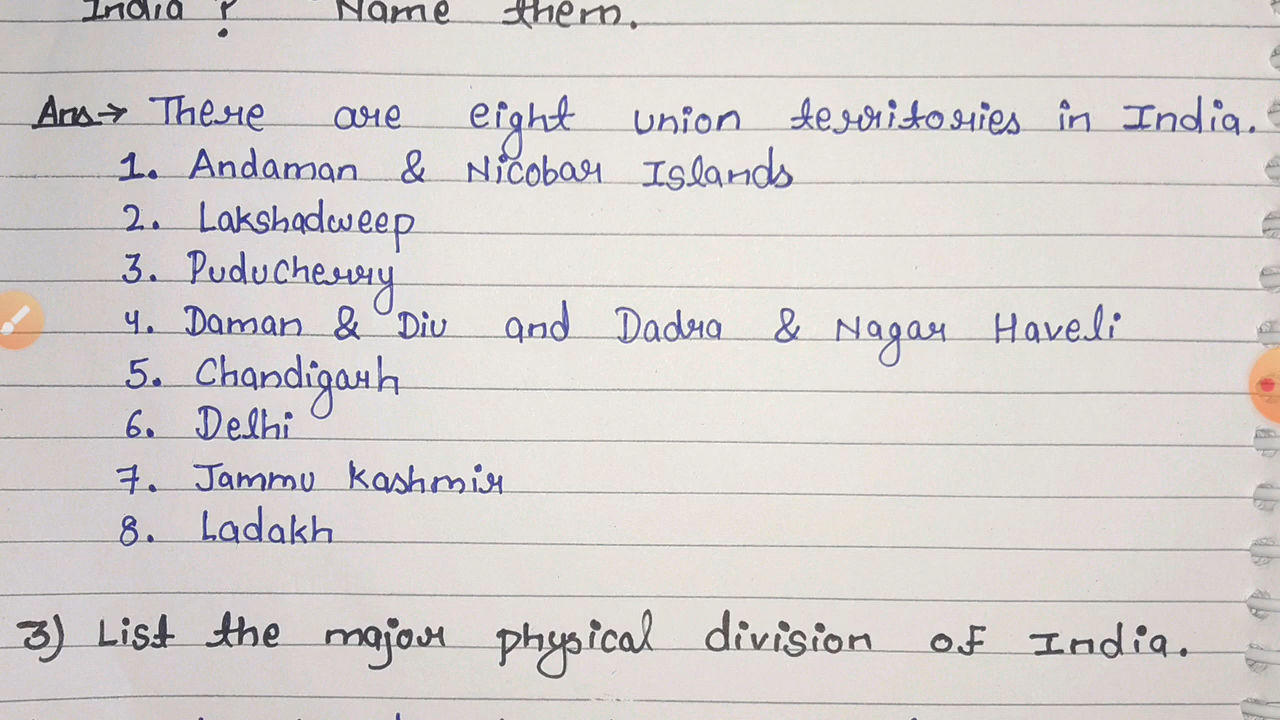 India? Name them.
Ans→ There are eight union territories in India.
1. Andaman & Nicobar Islands
2. Lakshadweep
3. Puducherry
4. Daman & Diu and Dadra & Nagar Haveli
5. Chandigarh
6. Delhi
7. Jammu Kashmir
8. Ladakh
3) List the major physical division of India.